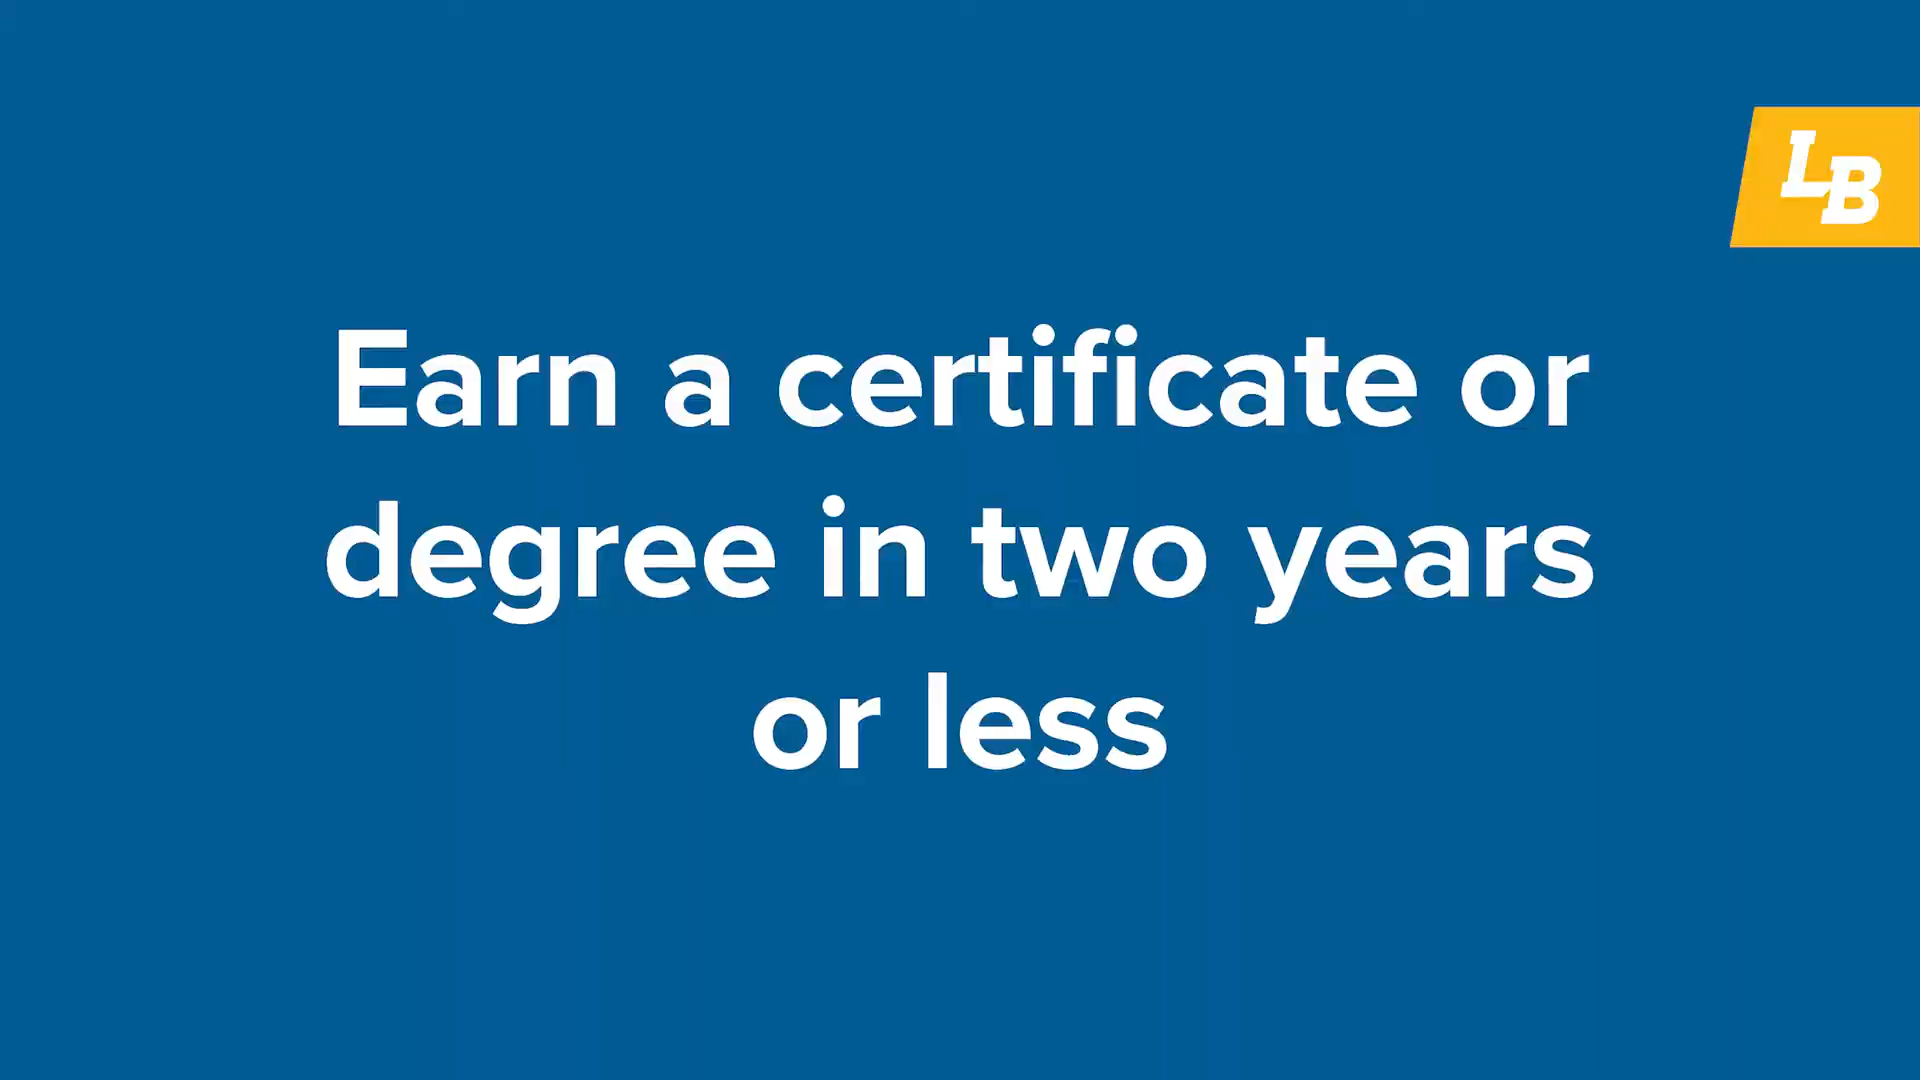 LB
Earn a certificate or
degree in two years
or less